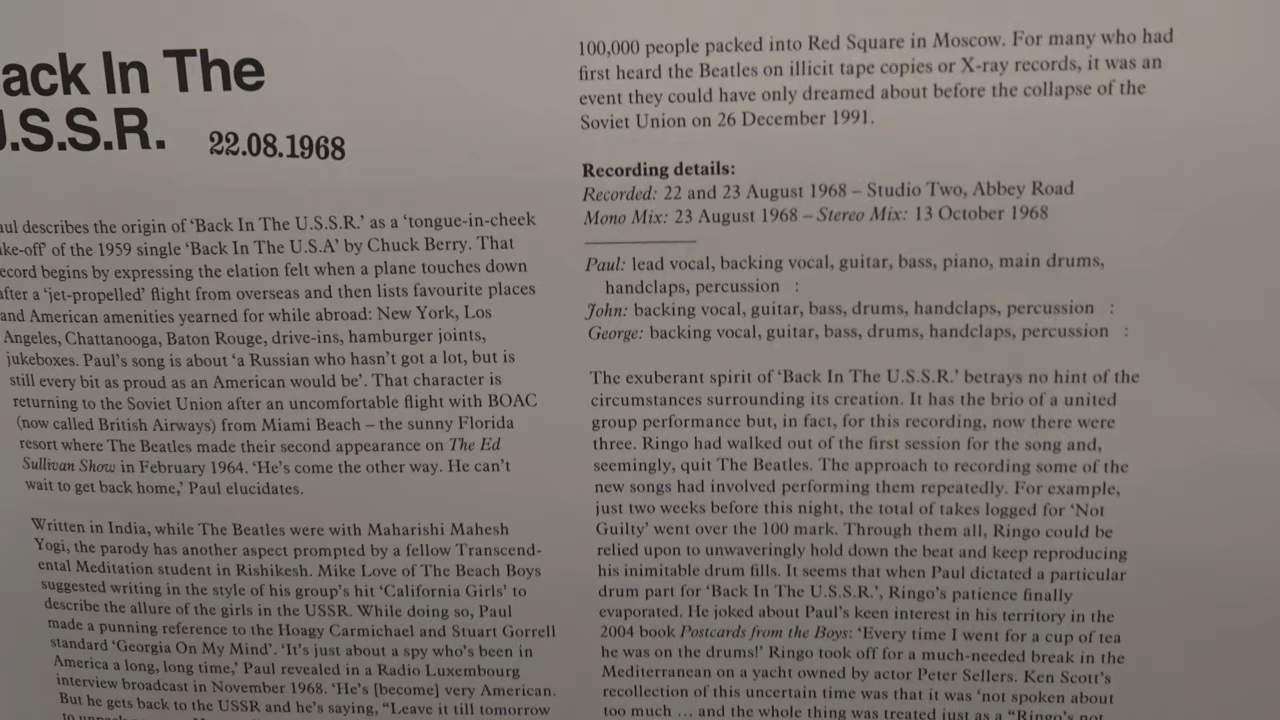 ack In The
.S.S.R. 22.08.1968
aul describes the origin of ‘Back In The U.S.S.R.’ as a ‘tongue-in-cheek
ke-off’ of the 1959 single ‘Back In The U.S.A’ by Chuck Berry. That
ecord begins by expressing the elation felt when a plane touches down
after a ‘jet-propelled’ flight from overseas and then lists favourite places
and American amenities yearned for while abroad: New York, Los
Angeles, Chattanooga, Baton Rouge, drive-ins, hamburger joints,
jukeboxes. Paul’s song is about ‘a Russian who hasn’t got a lot, but is
still every bit as proud as an American would be’. That character is
returning to the Soviet Union after an uncomfortable flight with BOAC
(now called British Airways) from Miami Beach – the sunny Florida
resort where The Beatles made their second appearance on The Ed
Sullivan Show in February 1964. ‘He’s come the other way. He can’t
wait to get back home,’ Paul elucidates.
Written in India, while The Beatles were with Maharishi Mahesh
Yogi, the parody has another aspect prompted by a fellow Transcend-
ental Meditation student in Rishikesh. Mike Love of The Beach Boys
suggested writing in the style of his group’s hit ‘California Girls’ to
describe the allure of the girls in the USSR. While doing so, Paul
made a punning reference to the Hoagy Carmichael and Stuart Gorrell
standard ‘Georgia On My Mind’. ‘It’s just about a spy who’s been in
America a long, long time,’ Paul revealed in a Radio Luxembourg
interview broadcast in November 1968. ‘He’s [become] very American.
But he gets back to the USSR and he’s saying, “Leave it till tomorrow
100,000 people packed into Red Square in Moscow. For many who had
first heard the Beatles on illicit tape copies or X-ray records, it was an
event they could have only dreamed about before the collapse of the
Soviet Union on 26 December 1991.
Recording details:
Recorded: 22 and 23 August 1968 – Studio Two, Abbey Road
Mono Mix: 23 August 1968 – Stereo Mix: 13 October 1968
Paul: lead vocal, backing vocal, guitar, bass, piano, main drums,
handclaps, percussion :
John: backing vocal, guitar, bass, drums, handclaps, percussion :
George: backing vocal, guitar, bass, drums, handclaps, percussion :
The exuberant spirit of ‘Back In The U.S.S.R.’ betrays no hint of the
circumstances surrounding its creation. It has the brio of a united
group performance but, in fact, for this recording, now there were
three. Ringo had walked out of the first session for the song and,
seemingly, quit The Beatles. The approach to recording some of the
new songs had involved performing them repeatedly. For example,
just two weeks before this night, the total of takes logged for ‘Not
Guilty’ went over the 100 mark. Through them all, Ringo could be
relied upon to unwaveringly hold down the beat and keep reproducing
his inimitable drum fills. It seems that when Paul dictated a particular
drum part for ‘Back In The U.S.S.R.’, Ringo’s patience finally
evaporated. He joked about Paul’s keen interest in his territory in the
2004 book Postcards from the Boys: ‘Every time I went for a cup of tea
he was on the drums!’ Ringo took off for a much-needed break in the
Mediterranean on a yacht owned by actor Peter Sellers. Ken Scott’s
recollection of this uncertain time was that it was ‘not spoken about
too much ... and the whole thing was treated just as a “Ringo’s not